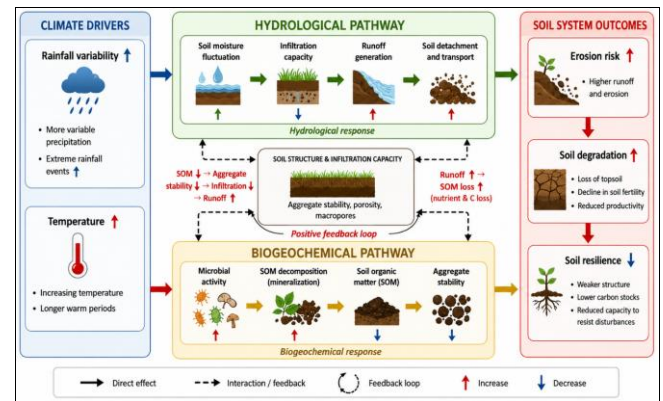 CLIMATE DRIVERS
Rainfall variability ↑
• More variable
precipitation
• Extreme rainfall
events ↑
Temperature ↑
• Increasing temperature
• Longer warm periods
HYDROLOGICAL PATHWAY
Soil moisture
fluctuation
Infiltration
capacity
Runoff
generation
Soil detachment
and transport
Hydrological response
SOM ↓ → Aggregate
stability ↓ → Infiltration ↓
→ Runoff ↑
SOIL STRUCTURE & INFILTRATION CAPACITY
Aggregate stability, porosity,
macropores
Positive feedback loop
Runoff ↑ →
SOM loss ↑
(nutrient & C loss)
BIOGEOCHEMICAL PATHWAY
Microbial
activity
SOM decomposition
(mineralization)
Soil organic
matter (SOM)
Aggregate
stability
Biogeochemical response
SOIL SYSTEM OUTCOMES
Erosion risk ↑
• Higher runoff
and erosion
Soil degradation ↑
• Loss of topsoil
• Decline in soil fertility
• Reduced productivity
Soil resilience ↓
• Weaker structure
• Lower carbon stocks
• Reduced capacity to
resist disturbances
Direct effect
Interaction / feedback
Feedback loop
↑ Increase
↓ Decrease